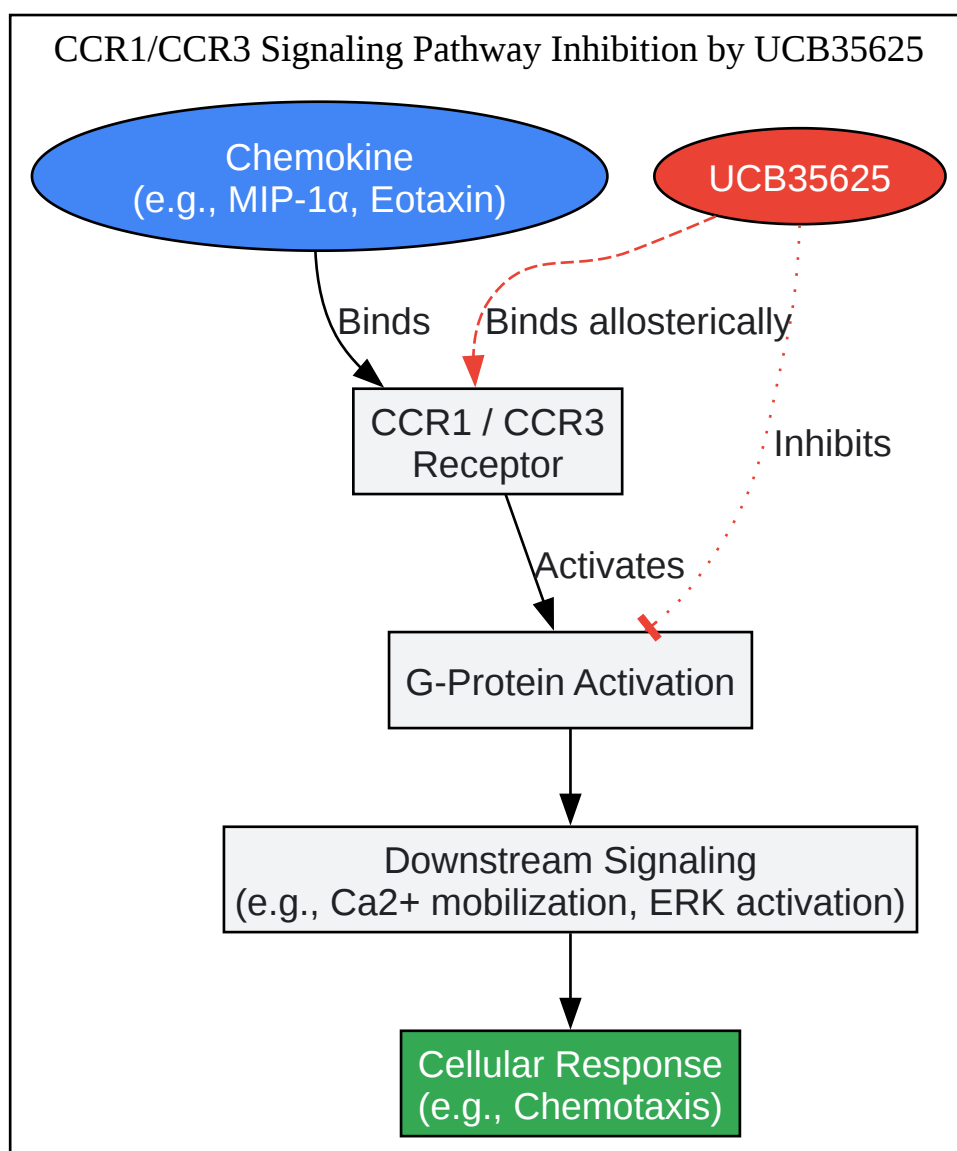 CCR1/CCR3 Signaling Pathway Inhibition by UCB35625
Chemokine
(e.g., MIP-1α, Eotaxin)
UCB35625
Binds
Binds allosterically
CCR1 / CCR3
Receptor
Inhibits
Activates
G-Protein Activation
Downstream Signaling
(e.g., Ca2+ mobilization, ERK activation)
Cellular Response
(e.g., Chemotaxis)